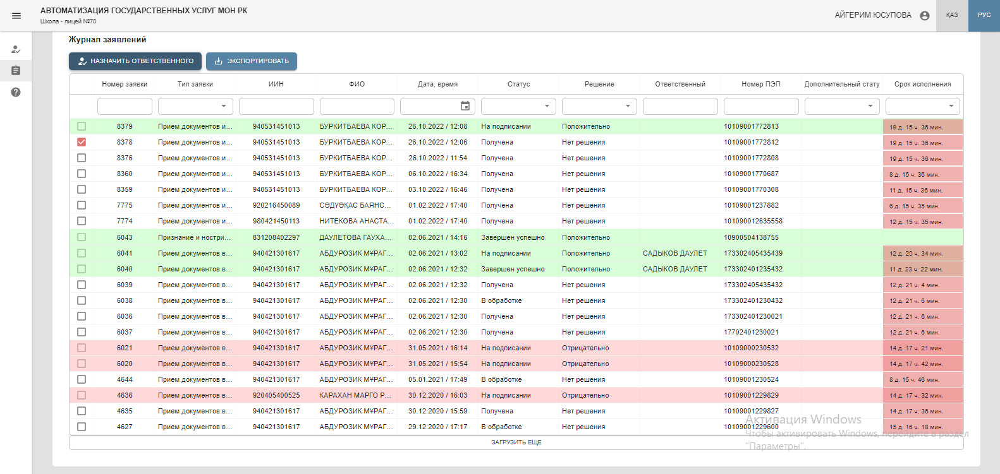 АВТОМАТИЗАЦИЯ ГОСУДАРСТВЕННЫХ УСЛУГ МОН РК
Школа - лицей №70
АЙГЕРИМ ЮСУПОВА ҚАЗ РУС
Журнал заявлений
НАЗНАЧИТЬ ОТВЕТСТВЕННОГО ЭКСПОРТИРОВАТЬ
Номер заявки Тип заявки ИИН ФИО Дата, время Статус Решение Ответственный Номер ПЭП Дополнительный стату Срок исполнения
8379 Прием документов и... 940531451013 БУРКИТБАЕВА КОР... 26.10.2022 / 12:08 На подписании Положительно 10109001772813 19 д. 15 ч. 36 мин.
8378 Прием документов и... 940531451013 БУРКИТБАЕВА КОР... 26.10.2022 / 12:06 Получена Нет решения 10109001772812 19 д. 15 ч. 36 мин.
8376 Прием документов и... 940531451013 БУРКИТБАЕВА КОР... 26.10.2022 / 11:54 Получена Нет решения 10109001772808 19 д. 15 ч. 36 мин.
8360 Прием документов и... 940531451013 БУРКИТБАЕВА КОР... 06.10.2022 / 16:34 Получена Нет решения 10109001770687 8 д. 15 ч. 36 мин.
8359 Прием документов и... 940531451013 БУРКИТБАЕВА КОР... 03.10.2022 / 16:46 Получена Нет решения 10109001770308 11 д. 15 ч. 36 мин.
7775 Прием документов и... 920216450089 СӘДУӘҚАС БАЯНС... 01.02.2022 / 17:40 Получена Нет решения 10109001237882 6 д. 15 ч. 35 мин.
7774 Прием документов и... 980421450113 НИТЕКОВА АНАСТА... 01.02.2022 / 17:40 Получена Нет решения 101090012635558 12 д. 15 ч. 35 мин.
6043 Признание и ностри... 831208402297 ДАУЛЕТОВА ГАУХА... 02.06.2021 / 14:16 Завершен успешно Положительно 10900504138755
6041 Прием документов в... 940421301617 АБДУРОЗИК МҰРАГ... 02.06.2021 / 13:02 На подписании Положительно САДЫКОВ ДАУЛЕТ 173302405435439 12 д. 20 ч. 34 мин.
6040 Прием документов в... 940421301617 АБДУРОЗИК МҰРАГ... 02.06.2021 / 12:32 Завершен успешно Положительно САДЫКОВ ДАУЛЕТ 173302401235432 11 д. 23 ч. 22 мин.
6039 Прием документов в... 940421301617 АБДУРОЗИК МҰРАГ... 02.06.2021 / 12:32 Получена Нет решения 173302405435432 12 д. 21 ч. 4 мин.
6038 Прием документов в... 940421301617 АБДУРОЗИК МҰРАГ... 02.06.2021 / 12:30 В обработке Нет решения 173302401230432 12 д. 21 ч. 6 мин.
6036 Прием документов в... 940421301617 АБДУРОЗИК МҰРАГ... 02.06.2021 / 12:30 Получена Нет решения 173302401230021 12 д. 21 ч. 6 мин.
6037 Прием документов в... 940421301617 АБДУРОЗИК МҰРАГ... 02.06.2021 / 12:30 Получена Нет решения 17702401230021 12 д. 21 ч. 6 мин.
6021 Прием документов в... 940421301617 АБДУРОЗИК МҰРАГ... 31.05.2021 / 16:14 На подписании Отрицательно 10109000230532 14 д. 17 ч. 21 мин.
6020 Прием документов в... 940421301617 АБДУРОЗИК МҰРАГ... 31.05.2021 / 15:54 На подписании Отрицательно 10109000230528 14 д. 17 ч. 42 мин.
4644 Прием документов в... 940421301617 АБДУРОЗИК МҰРАГ... 05.01.2021 / 17:49 В обработке Нет решения 10109001230524 8 д. 15 ч. 46 мин.
4636 Прием документов в... 920405400525 КАРАХАН МАРГО Р... 30.12.2020 / 16:03 На подписании Отрицательно 10109001229829 14 д. 17 ч. 32 мин.
4635 Прием документов в... 940421301617 АБДУРОЗИК МҰРАГ... 30.12.2020 / 15:59 Получена Нет решения 10109001229827 14 д. 17 ч. 36 мин.
4627 Прием документов в... 940421301617 АБДУРОЗИК МҰРАГ... 29.12.2020 / 17:17 В обработке Нет решения 10109001229600 15 д. 16 ч. 18 мин.
ЗАГРУЗИТЬ ЕЩЕ
Активация Windows
Чтобы активировать Windows, перейдите в раздел
"Параметры".